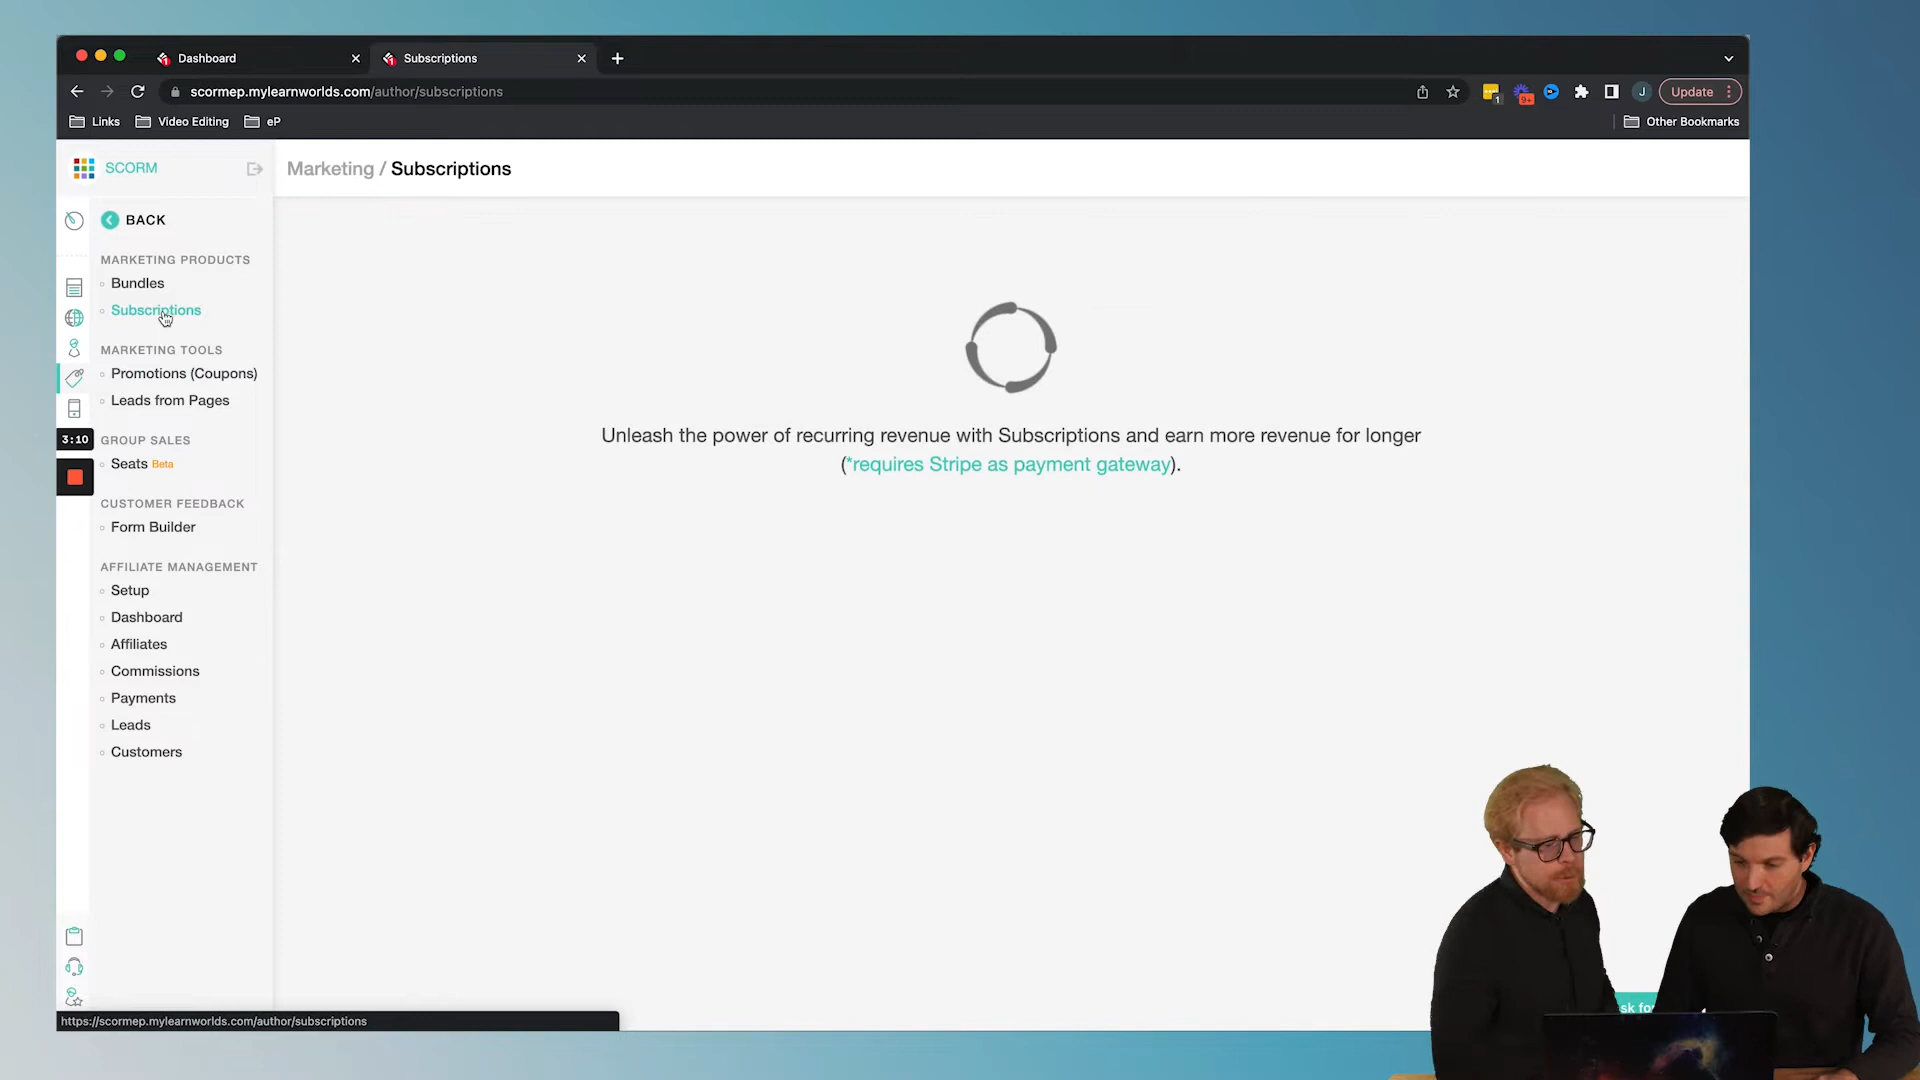 Dashboard
Subscriptions
scormep.mylearnworlds.com/author/subscriptions
1
9+
J
Update
Links
Video Editing
eP
Other Bookmarks
SCORM
Marketing / Subscriptions
BACK
MARKETING PRODUCTS
Bundles
Subscriptions
MARKETING TOOLS
Promotions (Coupons)
Leads from Pages
3:10
GROUP SALES
Seats Beta
CUSTOMER FEEDBACK
Form Builder
AFFILIATE MANAGEMENT
Setup
Dashboard
Affiliates
Commissions
Payments
Leads
Customers
Unleash the power of recurring revenue with Subscriptions and earn more revenue for longer
(*requires Stripe as payment gateway).
https://scormep.mylearnworlds.com/author/subscriptions